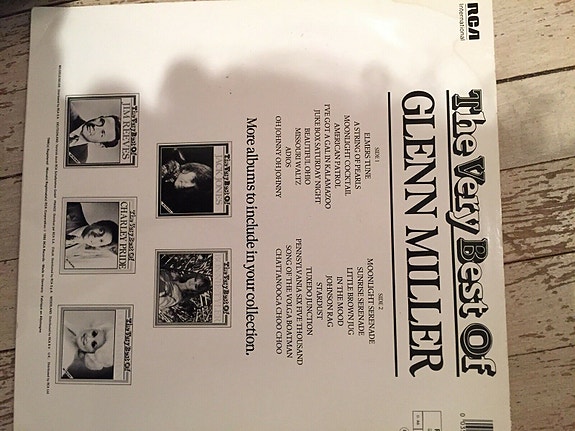 RCA
International
The Very Best Of
GLENN MILLER
SIDE 1
ELMERS TUNE
A STRING OF PEARLS
MOONLIGHT COCKTAIL
AMERICAN PATROL
I'VE GOT A GAL IN KALAMAZOO
JUKE BOX SATURDAY NIGHT
BEAUTIFUL OHIO
MISSOURI WALTZ
ADIOS
OH JOHNNY OH JOHNNY
SIDE 2
MOONLIGHT SERENADE
SUNRISE SERENADE
LITTLE BROWN JUG
IN THE MOOD
JOHNSON RAG
STARDUST
TUXEDO JUNCTION
PENNSYLVANIA SIX FIVE THOUSAND
SONG OF THE VOLGA BOATMAN
CHATTANOOGA CHOO CHOO
More albums to include in your collection.
The Very Best Of
JACK JONES
The Very Best Of
The Very Best Of
JIM REEVES
The Very Best Of
CHARLEY PRIDE
The Very Best Of